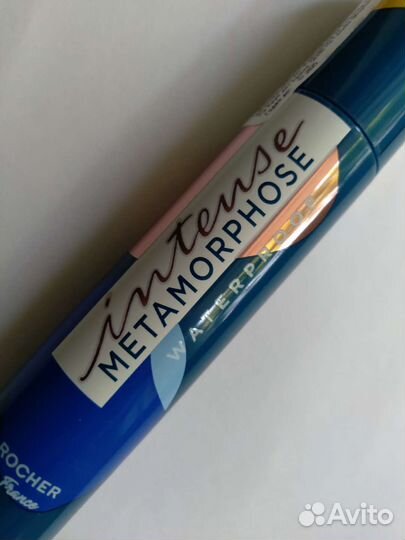 intense
METAMORPHOSE
WATERPROOF
ROCHER
France
Avito